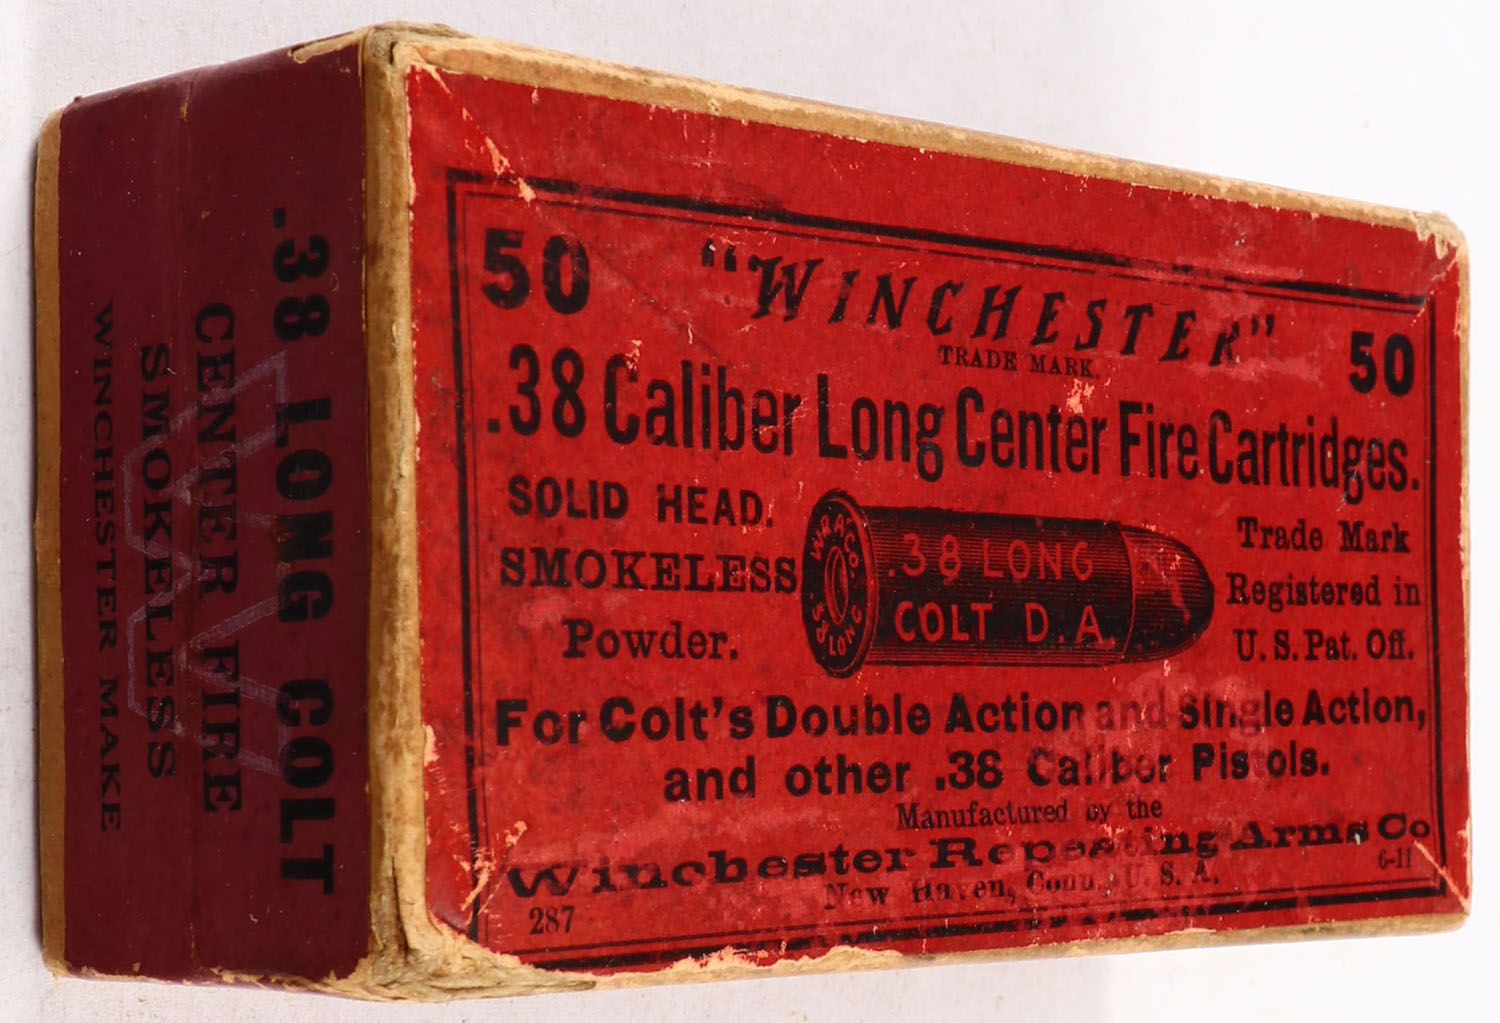 50 "WINCHESTER" 50
TRADE MARK.
.38 Caliber Long Center Fire Cartridges.
SOLID HEAD.
SMOKELESS
Powder.
W.R.A. CO.
.38 LONG
.38 LONG
COLT D.A.
Trade Mark
Registered in
U.S. Pat. Off.
For Colt's Double Action and Single Action,
and other .38 Caliber Pistols.
Manufactured by the
Winchester Repeating Arms Co
New Haven, Conn., U.S.A.
287
6-11
.38 LONG COLT
CENTER FIRE
SMOKELESS
WINCHESTER MAKE
W